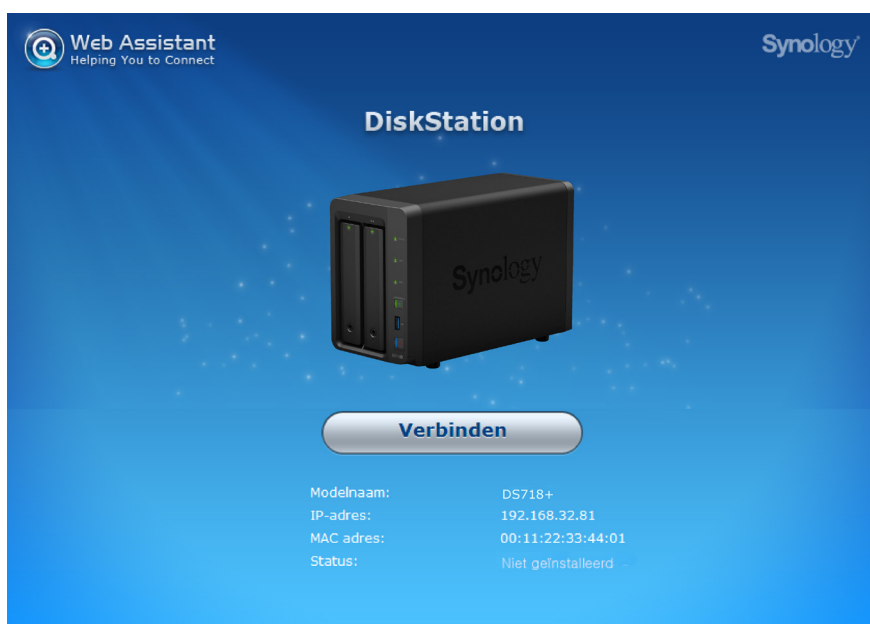 Web Assistant
Helping You to Connect
Synology
DiskStation
Synology
Verbinden
Modelnaam: DS718+
IP-adres: 192.168.32.81
MAC adres: 00:11:22:33:44:01
Status: Niet geïnstalleerd